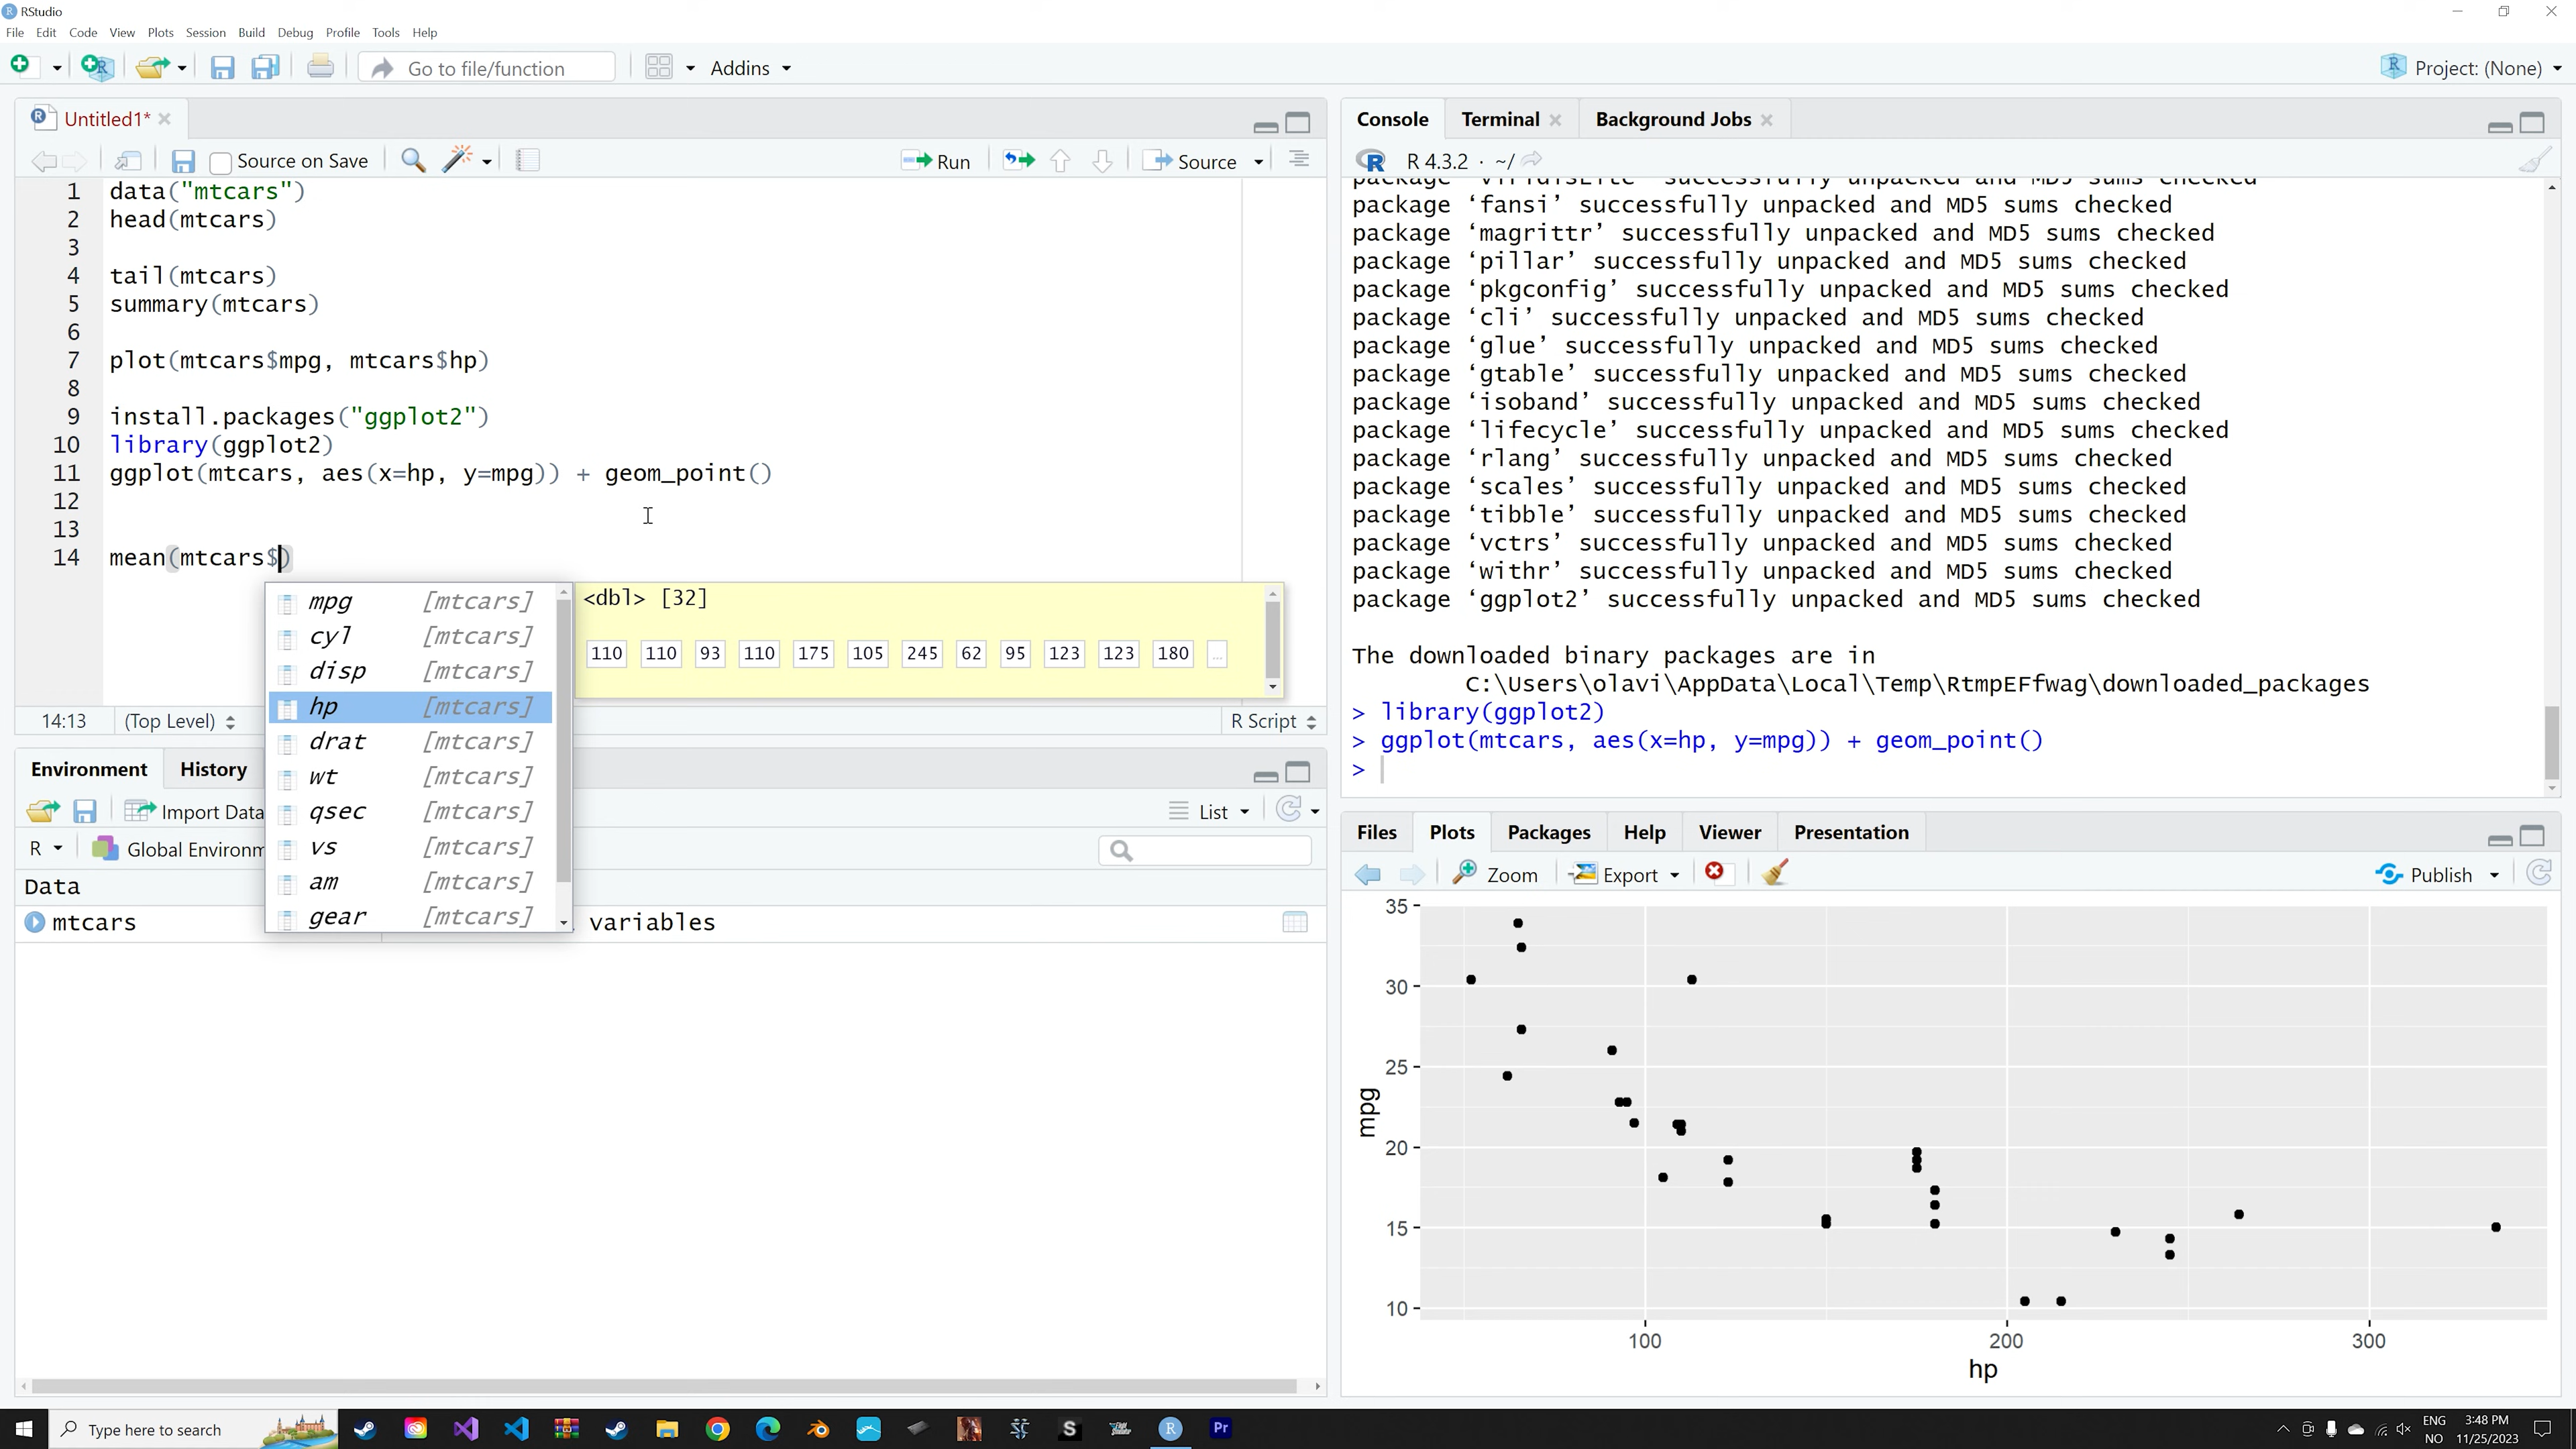 RStudio
File Edit Code View Plots Session Build Debug Profile Tools Help
Go to file/function Addins Project: (None)
Untitled1*
Source on Save Run Source
1 data("mtcars")
2 head(mtcars)
3
4 tail(mtcars)
5 summary(mtcars)
6
7 plot(mtcars$mpg, mtcars$hp)
8
9 install.packages("ggplot2")
10 library(ggplot2)
11 ggplot(mtcars, aes(x=hp, y=mpg)) + geom_point()
12
13
14 mean(mtcars$)
mpg [mtcars]
cyl [mtcars]
disp [mtcars]
hp [mtcars]
drat [mtcars]
wt [mtcars]
qsec [mtcars]
vs [mtcars]
am [mtcars]
gear [mtcars]
<dbl> [32]
110 110 93 110 175 105 245 62 95 123 123 180 ...
14:13 (Top Level) R Script
Environment History
Import Data List
R Global Environm
Data
mtcars variables
Console Terminal Background Jobs
R 4.3.2 · ~/
package ‘viridisLite’ successfully unpacked and MD5 sums checked
package ‘fansi’ successfully unpacked and MD5 sums checked
package ‘magrittr’ successfully unpacked and MD5 sums checked
package ‘pillar’ successfully unpacked and MD5 sums checked
package ‘pkgconfig’ successfully unpacked and MD5 sums checked
package ‘cli’ successfully unpacked and MD5 sums checked
package ‘glue’ successfully unpacked and MD5 sums checked
package ‘gtable’ successfully unpacked and MD5 sums checked
package ‘isoband’ successfully unpacked and MD5 sums checked
package ‘lifecycle’ successfully unpacked and MD5 sums checked
package ‘rlang’ successfully unpacked and MD5 sums checked
package ‘scales’ successfully unpacked and MD5 sums checked
package ‘tibble’ successfully unpacked and MD5 sums checked
package ‘vctrs’ successfully unpacked and MD5 sums checked
package ‘withr’ successfully unpacked and MD5 sums checked
package ‘ggplot2’ successfully unpacked and MD5 sums checked
The downloaded binary packages are in
C:\Users\olavi\AppData\Local\Temp\RtmpEFfwag\downloaded_packages
> library(ggplot2)
> ggplot(mtcars, aes(x=hp, y=mpg)) + geom_point()
>
Files Plots Packages Help Viewer Presentation
Zoom Export Publish
35
30
25
20
15
10
mpg
100 200 300
hp
Type here to search
Pr
ENG 3:48 PM
NO 11/25/2023